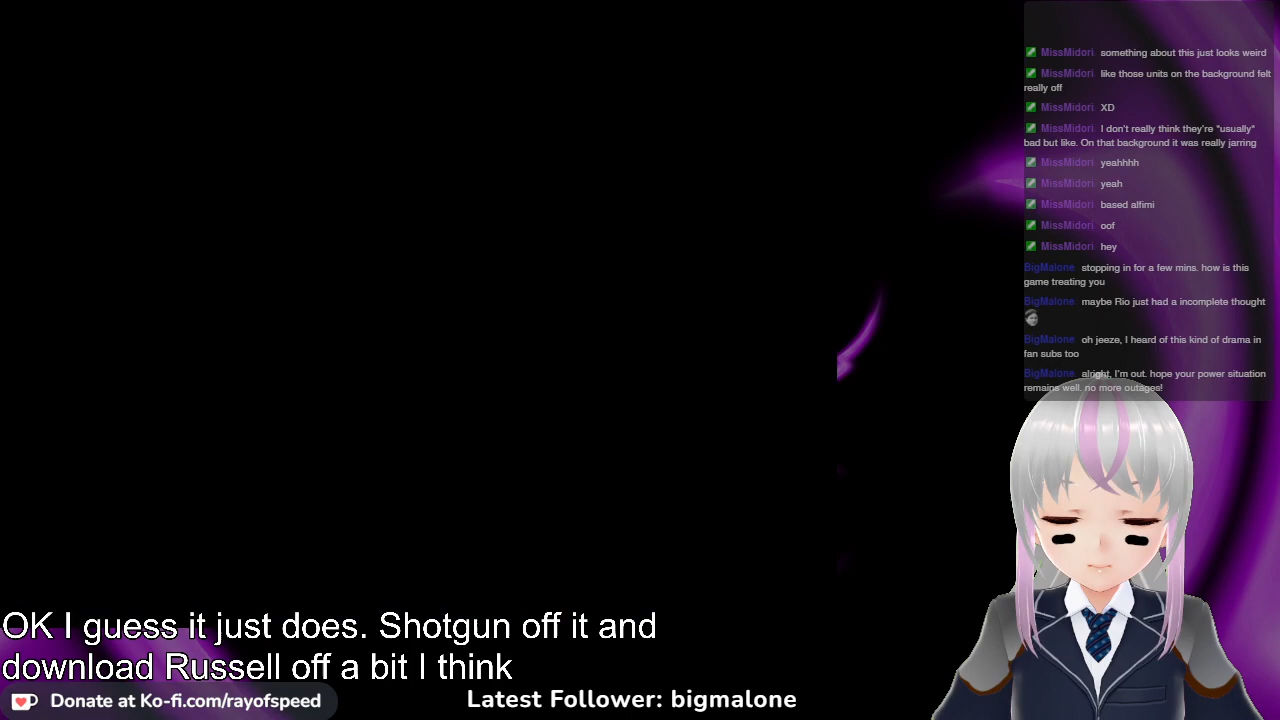 MissMidori something about this just looks weird
MissMidori like those units on the background felt
really off
MissMidori XD
MissMidori I don't really think they're *usually*
bad but like. On that background it was really jarring
MissMidori yeahhhh
MissMidori yeah
MissMidori based alfimi
MissMidori oof
MissMidori hey
BigMalone stopping in for a few mins. how is this
game treating you
BigMalone maybe Rio just had a incomplete thought
BigMalone oh jeeze, I heard of this kind of drama in
fan subs too
BigMalone alright, I'm out. hope your power situation
remains well. no more outages!
OK I guess it just does. Shotgun off it and
download Russell off a bit I think
Donate at Ko-fi.com/rayofspeed
Latest Follower: bigmalone